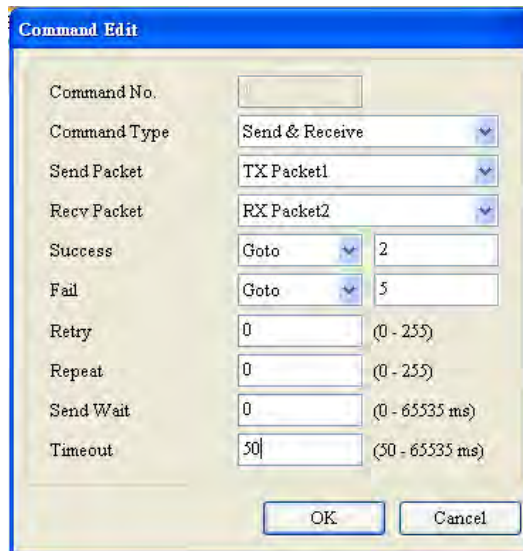 Command Edit
Command No.
Command Type Send & Receive
Send Packet TX Packet1
Recv Packet RX Packet2
Success Goto 2
Fail Goto 5
Retry 0 (0 - 255)
Repeat 0 (0 - 255)
Send Wait 0 (0 - 65535 ms)
Timeout 50 (50 - 65535 ms)
OK Cancel